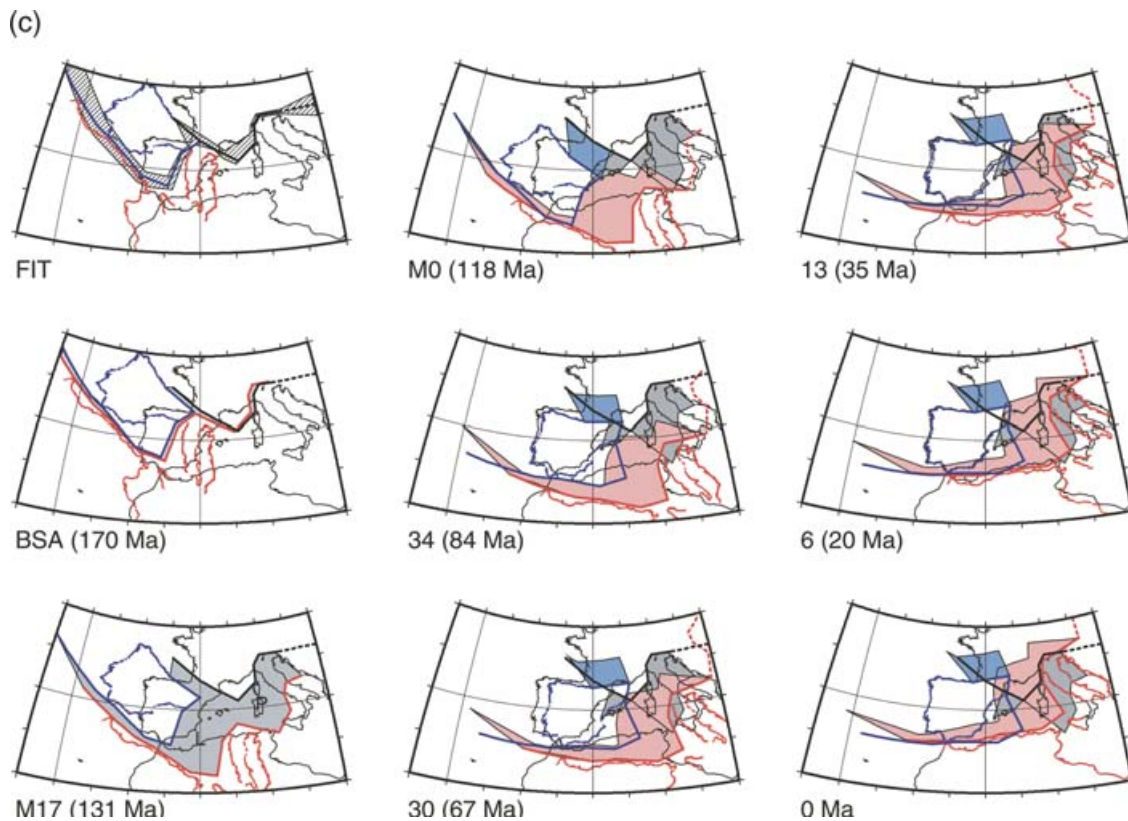 (c)
FIT
M0 (118 Ma)
13 (35 Ma)
BSA (170 Ma)
34 (84 Ma)
6 (20 Ma)
M17 (131 Ma)
30 (67 Ma)
0 Ma